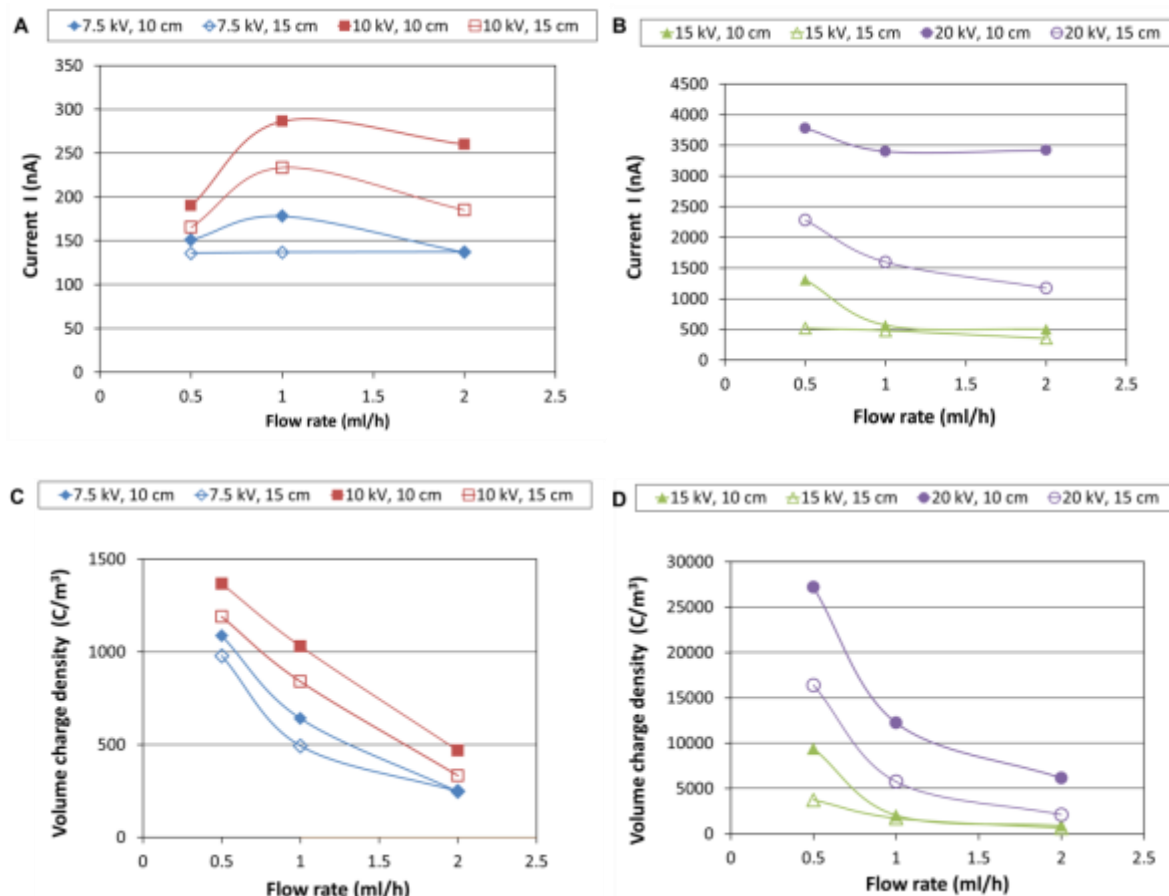 A
7.5 kV, 10 cm 7.5 kV, 15 cm 10 kV, 10 cm 10 kV, 15 cm
Current I (nA)
350
300
250
200
150
100
50
0
0 0.5 1 1.5 2 2.5
Flow rate (ml/h)
B
15 kV, 10 cm 15 kV, 15 cm 20 kV, 10 cm 20 kV, 15 cm
Current I (nA)
4500
4000
3500
3000
2500
2000
1500
1000
500
0
0 0.5 1 1.5 2 2.5
Flow rate (ml/h)
C
7.5 kV, 10 cm 7.5 kV, 15 cm 10 kV, 10 cm 10 kV, 15 cm
Volume charge density (C/m³)
1500
1000
500
0
0 0.5 1 1.5 2 2.5
Flow rate (ml/h)
D
15 kV, 10 cm 15 kV, 15 cm 20 kV, 10 cm 20 kV, 15 cm
Volume charge density (C/m³)
30000
25000
20000
15000
10000
5000
0
0 0.5 1 1.5 2 2.5
Flow rate (ml/h)